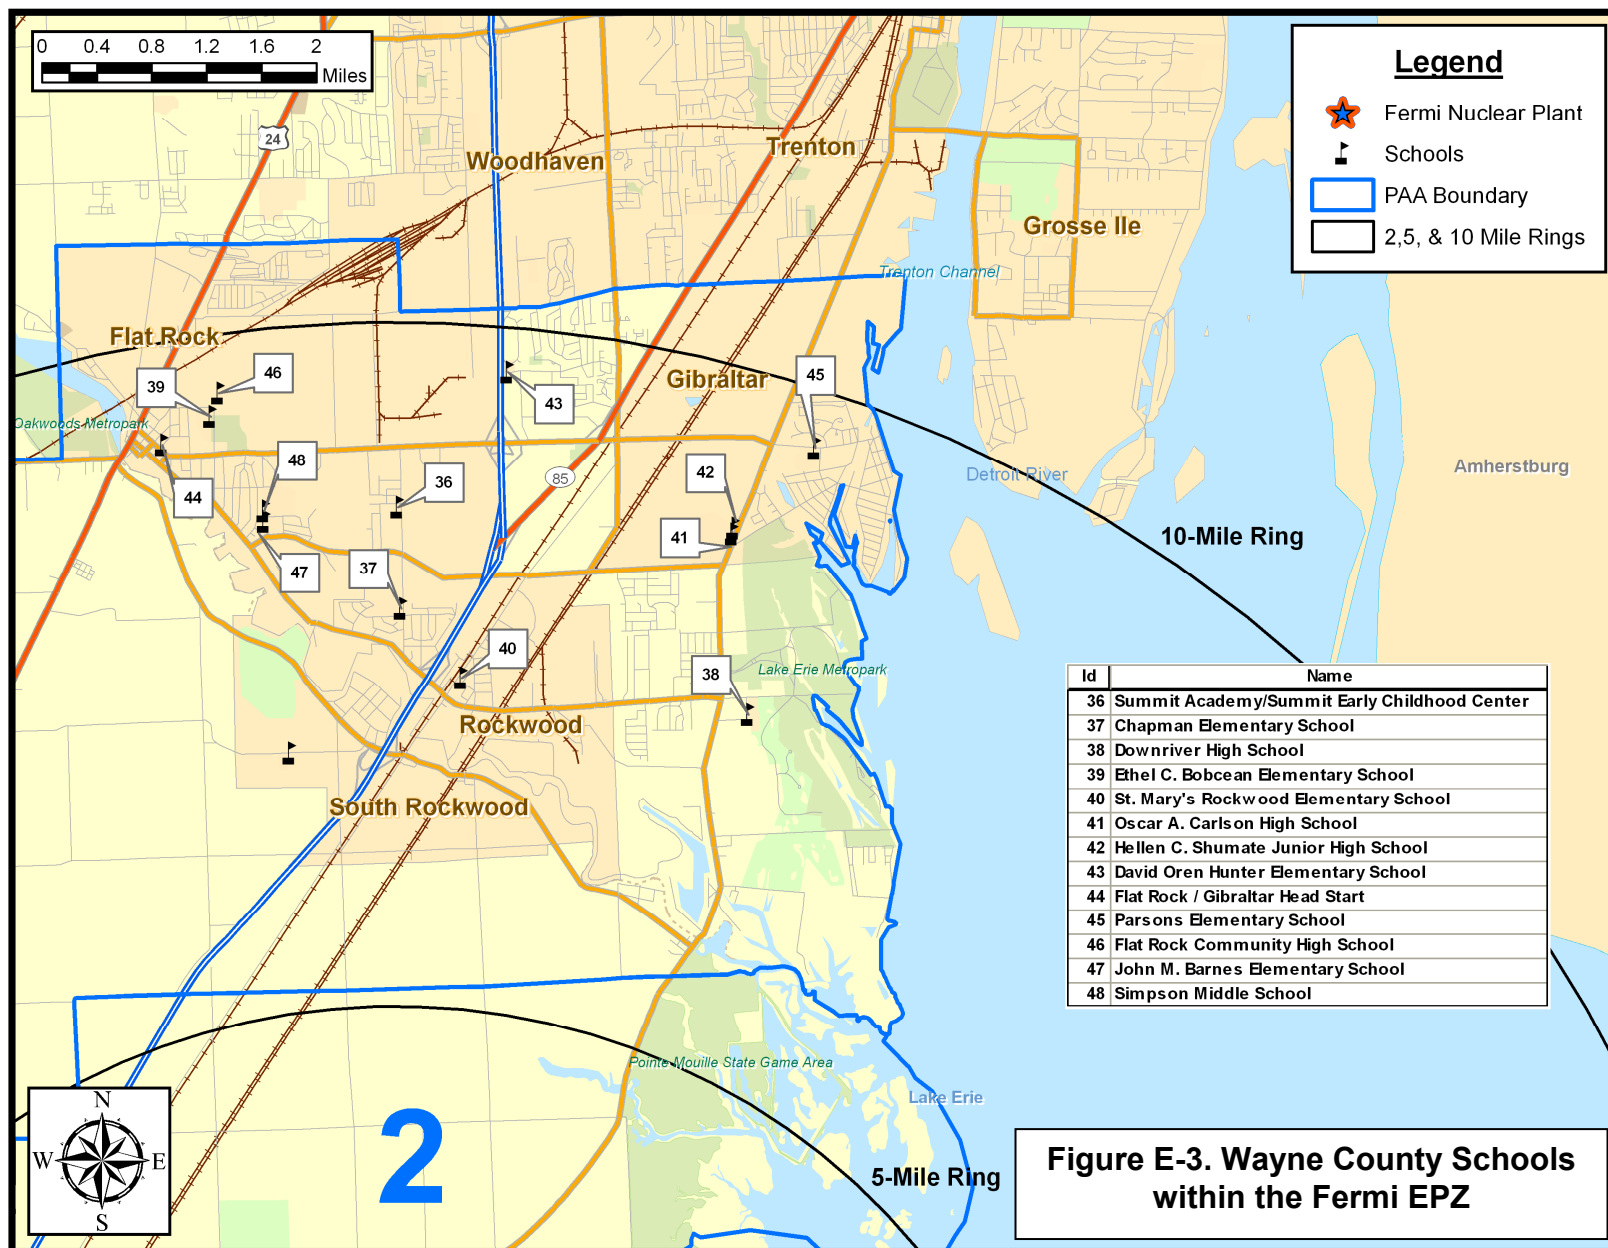 0 0.4 0.8 1.2 1.6 2
Miles
Legend
Fermi Nuclear Plant
Schools
PAA Boundary
2,5, & 10 Mile Rings
24
Woodhaven
Trenton
Grosse Ile
Trenton Channel
Flat Rock
Gibraltar
39
46
43
45
Oakwoods Metropark
44
48
36
85
42
41
Detroit River
Amherstburg
10-Mile Ring
47
37
40
38
Lake Erie Metropark
Rockwood
South Rockwood
Id Name
36 Summit Academy/Summit Early Childhood Center
37 Chapman Elementary School
38 Downriver High School
39 Ethel C. Bobcean Elementary School
40 St. Mary's Rockwood Elementary School
41 Oscar A. Carlson High School
42 Hellen C. Shumate Junior High School
43 David Oren Hunter Elementary School
44 Flat Rock / Gibraltar Head Start
45 Parsons Elementary School
46 Flat Rock Community High School
47 John M. Barnes Elementary School
48 Simpson Middle School
Pointe Mouille State Game Area
Lake Erie
N
W E
S
2
5-Mile Ring
Figure E-3. Wayne County Schools
within the Fermi EPZ